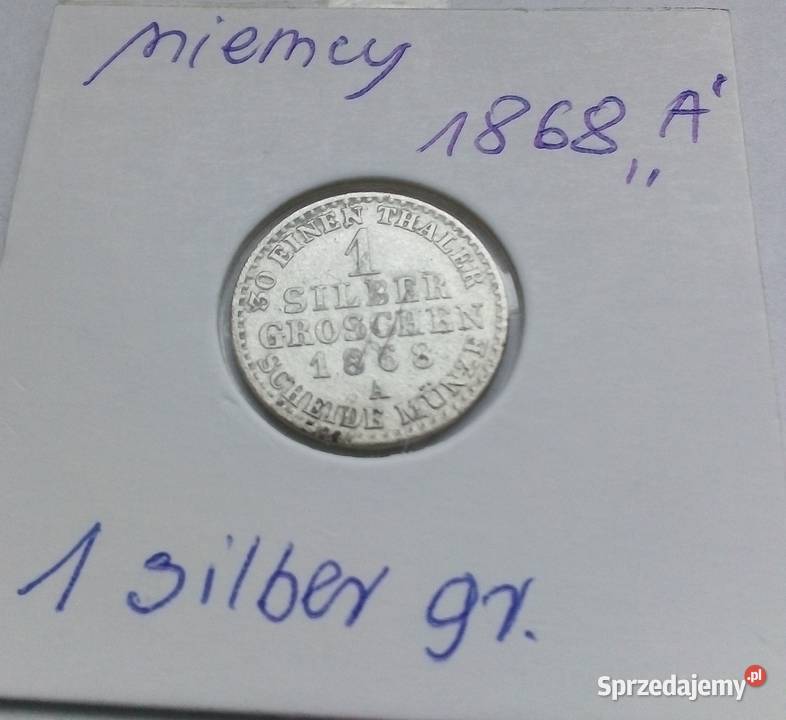 niemcy
1868 „A"
30 EINEN THALER
1
SILBER
GROSCHEN
1868
A
SCHEIDE MÜNZE
1 silber gr.
Sprzedajemy.pl